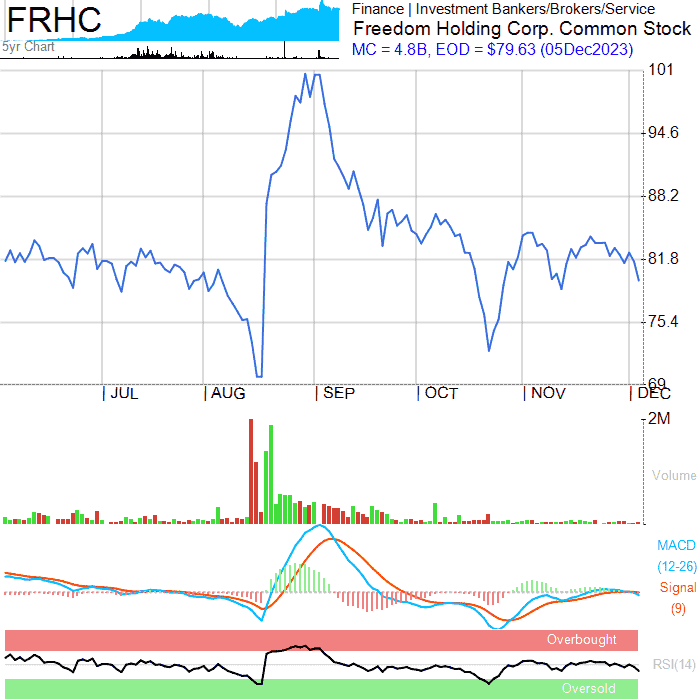 FRHC
5yr Chart
Finance | Investment Bankers/Brokers/Service
Freedom Holding Corp. Common Stock
MC = 4.8B, EOD = $79.63 (05Dec2023)
101
94.6
88.2
81.8
75.4
69
| JUL | AUG | SEP | OCT | NOV | DEC
2M
Volume
MACD
(12-26)
Signal
(9)
Overbought
RSI(14)
Oversold